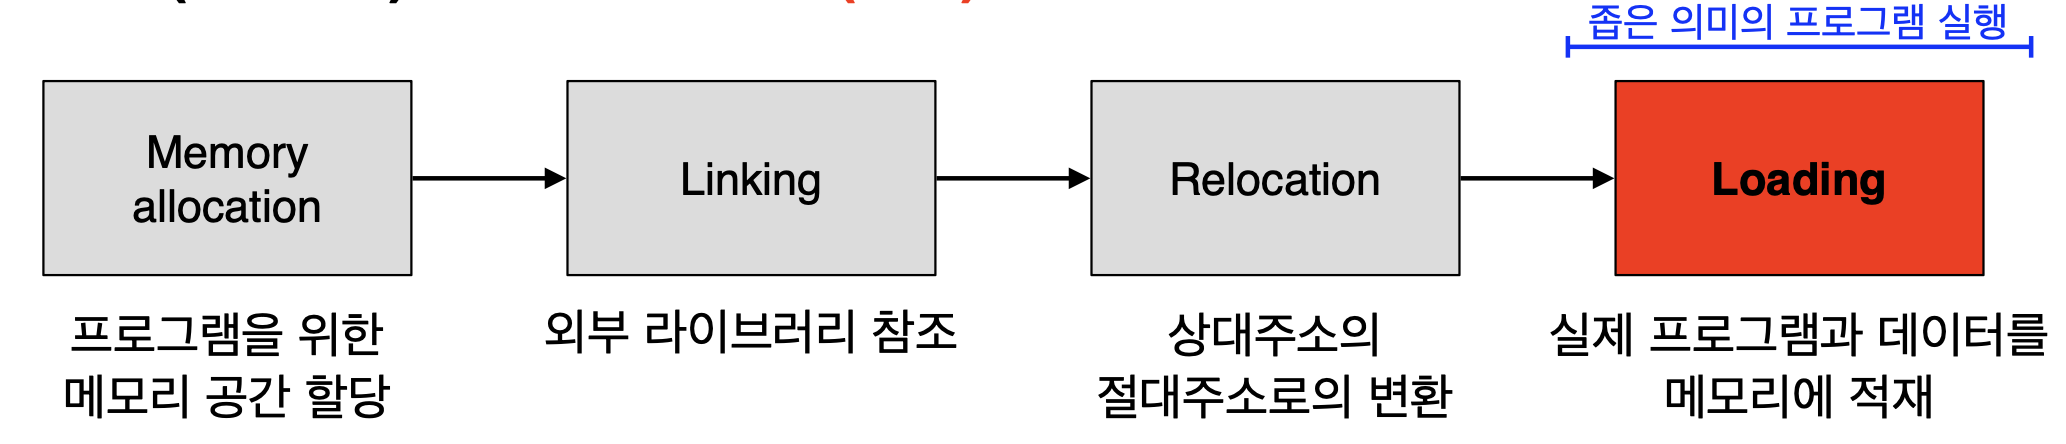 좁은 의미의 프로그램 실행
Memory
allocation
Linking
Relocation
Loading
프로그램을 위한
메모리 공간 할당
외부 라이브러리 참조
상대주소의
절대주소로의 변환
실제 프로그램과 데이터를
메모리에 적재